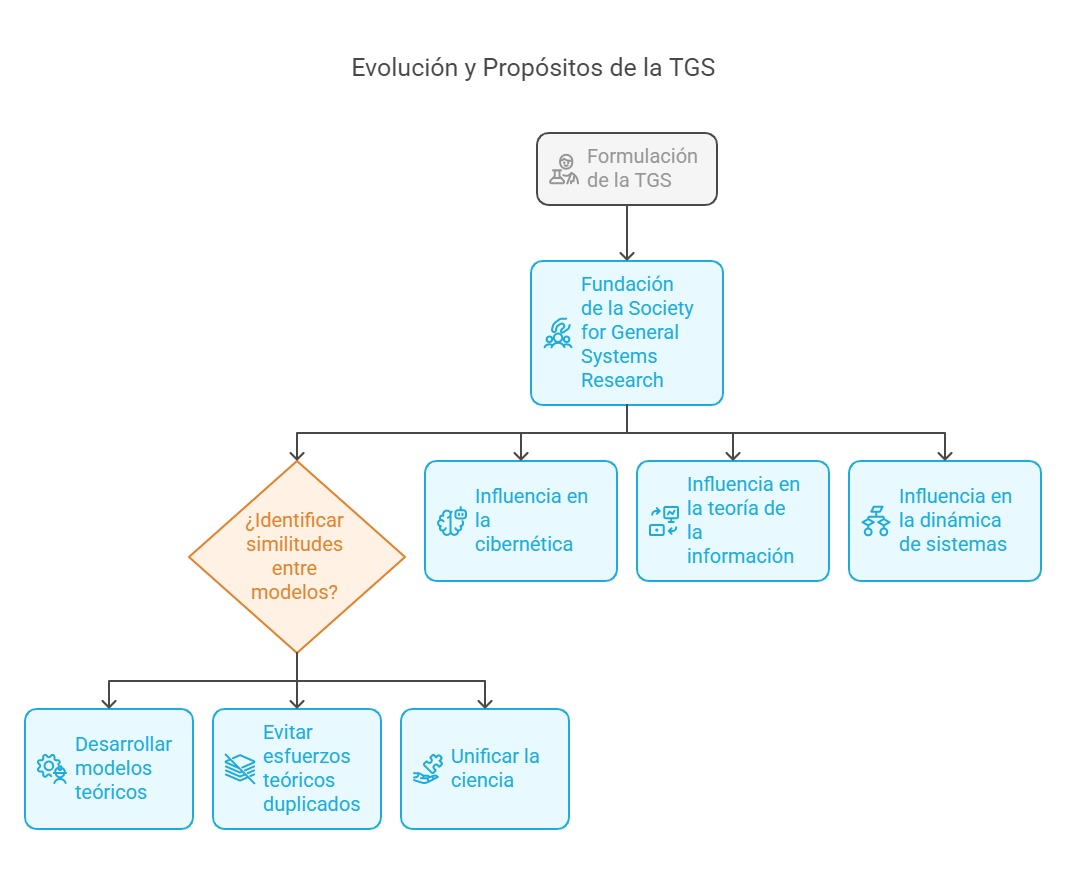 Evolución y Propósitos de la TGS
Formulación
de la TGS
Fundación
de la Society
for General
Systems
Research
¿Identificar
similitudes
entre
modelos?
Influencia en
la
cibernética
Influencia en
la teoría de
la
información
Influencia en
la dinámica
de sistemas
Desarrollar
modelos
teóricos
Evitar
esfuerzos
teóricos
duplicados
Unificar la
ciencia